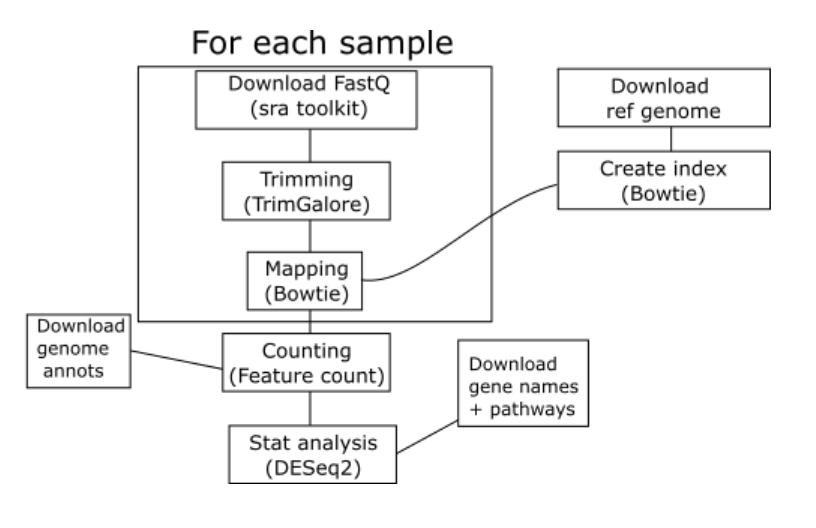 For each sample
Download FastQ
(sra toolkit)
Download
ref genome
Trimming
(TrimGalore)
Create index
(Bowtie)
Mapping
(Bowtie)
Download
genome
annots
Counting
(Feature count)
Download
gene names
+ pathways
Stat analysis
(DESeq2)